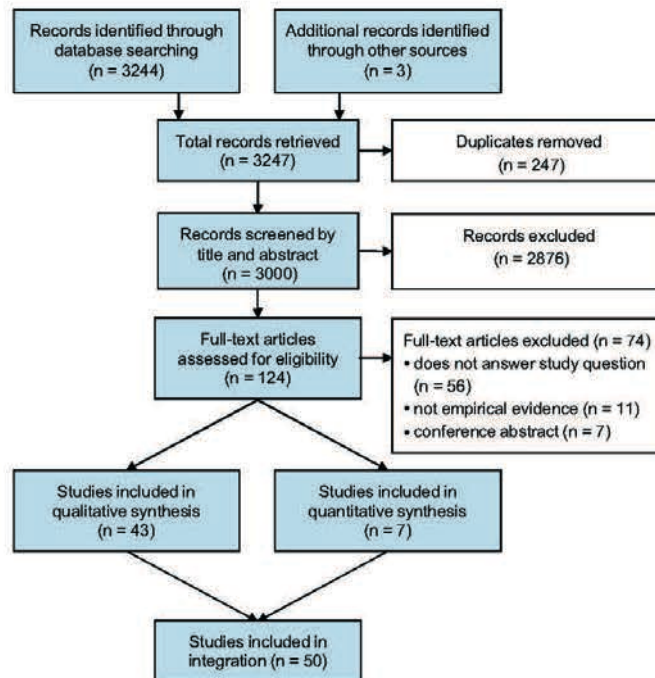 Records identified through
database searching
(n = 3244)
Additional records identified
through other sources
(n = 3)
Total records retrieved
(n = 3247)
Duplicates removed
(n = 247)
Records screened by
title and abstract
(n = 3000)
Records excluded
(n = 2876)
Full-text articles
assessed for eligibility
(n = 124)
Full-text articles excluded (n = 74)
• does not answer study question
(n = 56)
• not empirical evidence (n = 11)
• conference abstract (n = 7)
Studies included in
qualitative synthesis
(n = 43)
Studies included in
quantitative synthesis
(n = 7)
Studies included in
integration (n = 50)